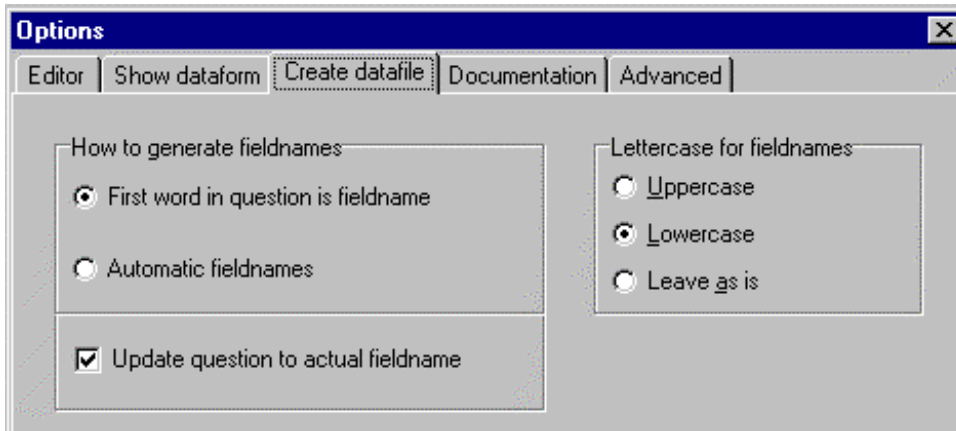 Options
Editor Show dataform Create datafile Documentation Advanced
How to generate fieldnames
First word in question is fieldname
Automatic fieldnames
Update question to actual fieldname
Lettercase for fieldnames
Uppercase
Lowercase
Leave as is